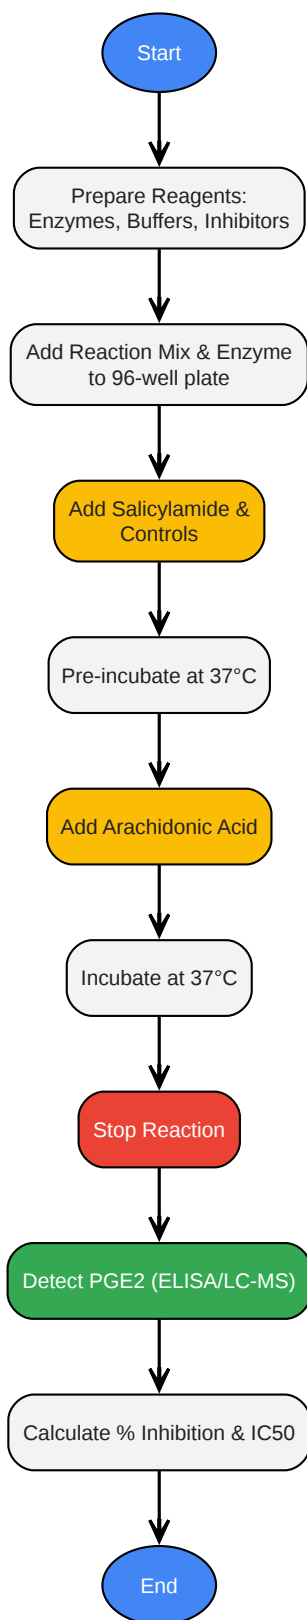 Start
Prepare Reagents:
Enzymes, Buffers, Inhibitors
Add Reaction Mix & Enzyme
to 96-well plate
Add Salicylamide &
Controls
Pre-incubate at 37°C
Add Arachidonic Acid
Incubate at 37°C
Stop Reaction
Detect PGE2 (ELISA/LC-MS)
Calculate % Inhibition & IC50
End